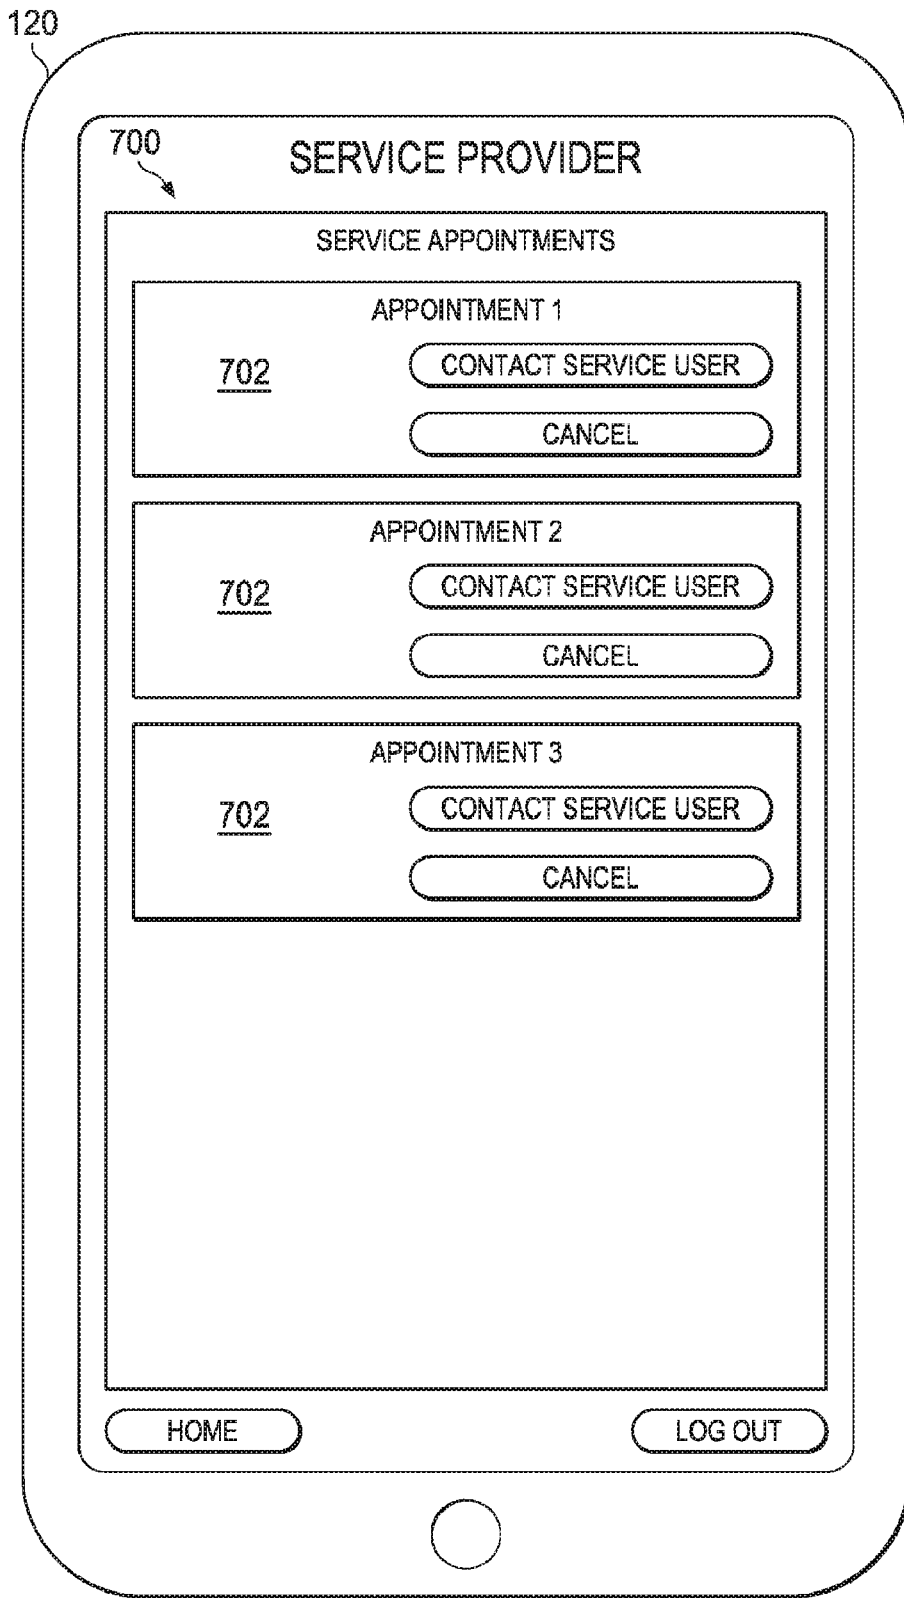 120
700
SERVICE PROVIDER
SERVICE APPOINTMENTS
APPOINTMENT 1
702
CONTACT SERVICE USER
CANCEL
APPOINTMENT 2
702
CONTACT SERVICE USER
CANCEL
APPOINTMENT 3
702
CONTACT SERVICE USER
CANCEL
HOME
LOG OUT